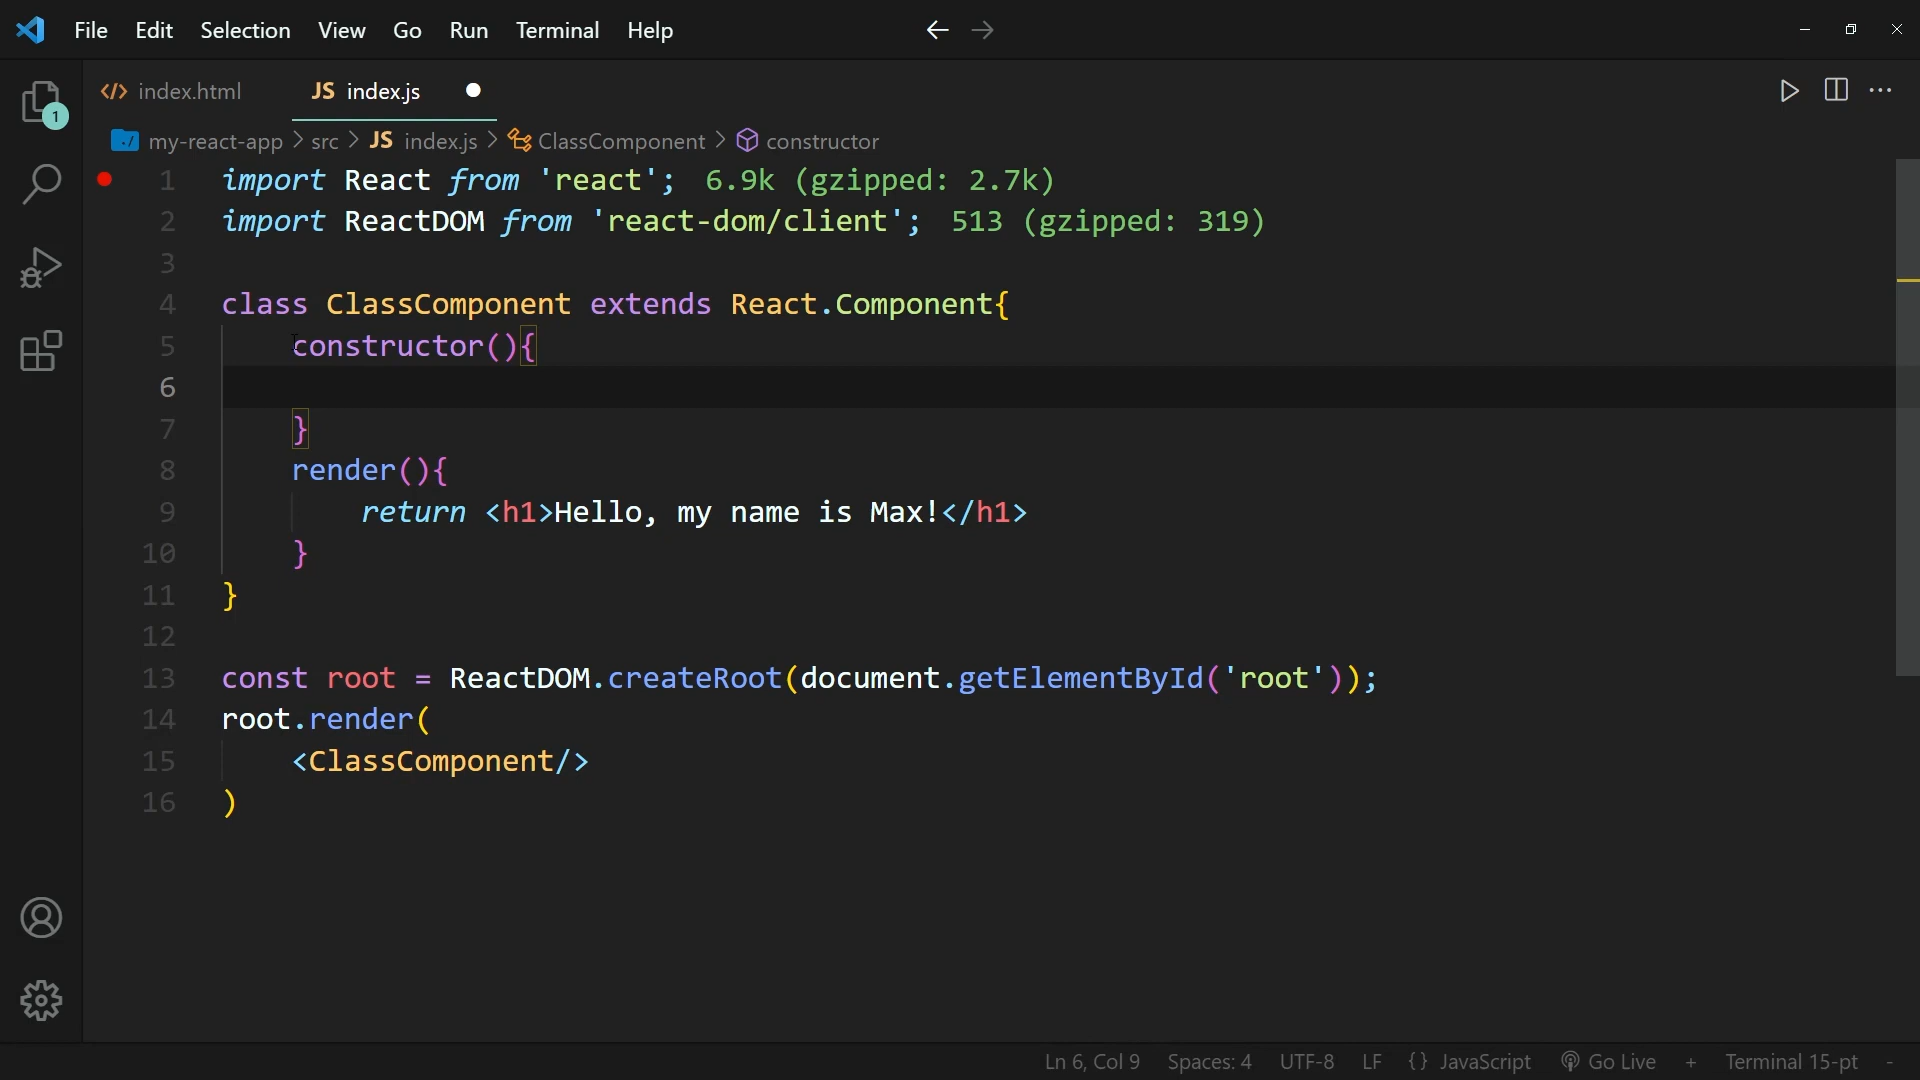 File Edit Selection View Go Run Terminal Help
index.html JS index.js
1
my-react-app > src > JS index.js > ClassComponent > constructor
1 import React from 'react'; 6.9k (gzipped: 2.7k)
2 import ReactDOM from 'react-dom/client'; 513 (gzipped: 319)
3
4 class ClassComponent extends React.Component{
5 constructor(){
6
7 }
8 render(){
9 return <h1>Hello, my name is Max!</h1>
10 }
11 }
12
13 const root = ReactDOM.createRoot(document.getElementById('root'));
14 root.render(
15 <ClassComponent/>
16 )
Ln 6, Col 9 Spaces: 4 UTF-8 LF {} JavaScript Go Live + Terminal 15-pt -